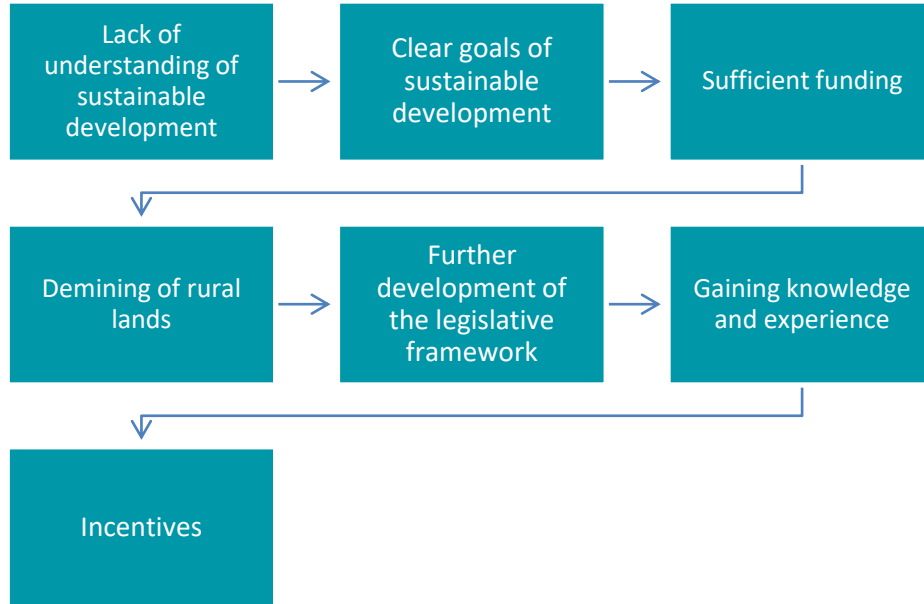 Lack of
understanding of
sustainable
development
Clear goals of
sustainable
development
Sufficient funding
Demining of rural
lands
Further
development of
the legislative
framework
Gaining knowledge
and experience
Incentives